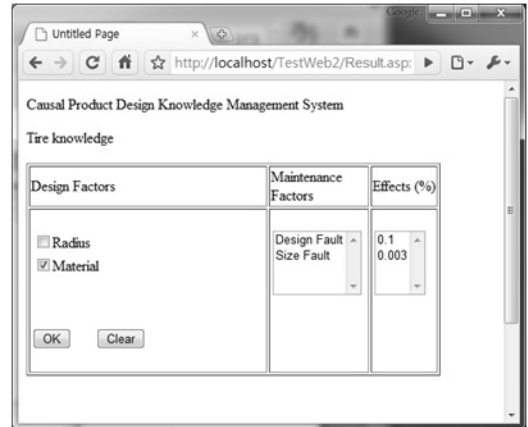 Google
Untitled Page
http://localhost/TestWeb2/Result.asp:
Causal Product Design Knowledge Management System
Tire knowledge
Design Factors
Maintenance
Factors
Effects (%)
Radius
Material
Design Fault
Size Fault
0.1
0.003
OK
Clear